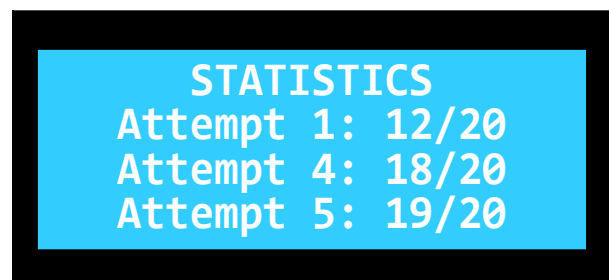 STATISTICS
Attempt 1: 12/20
Attempt 4: 18/20
Attempt 5: 19/20